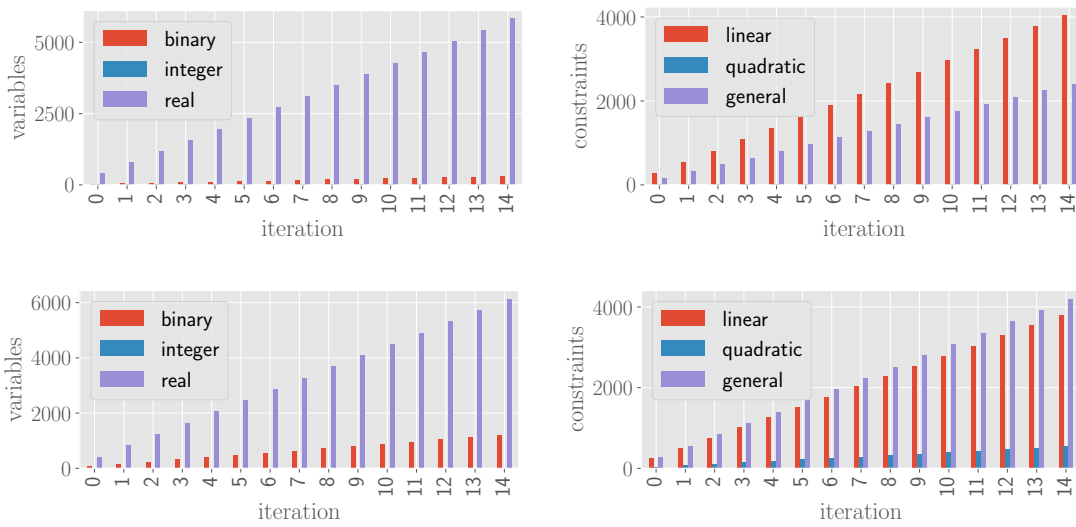 variables
5000
2500
0
binary
integer
real
0 1 2 3 4 5 6 7 8 9 10 11 12 13 14
iteration
constraints
4000
2000
0
linear
quadratic
general
0 1 2 3 4 5 6 7 8 9 10 11 12 13 14
iteration
variables
6000
4000
2000
0
binary
integer
real
0 1 2 3 4 5 6 7 8 9 10 11 12 13 14
iteration
constraints
4000
2000
0
linear
quadratic
general
0 1 2 3 4 5 6 7 8 9 10 11 12 13 14
iteration